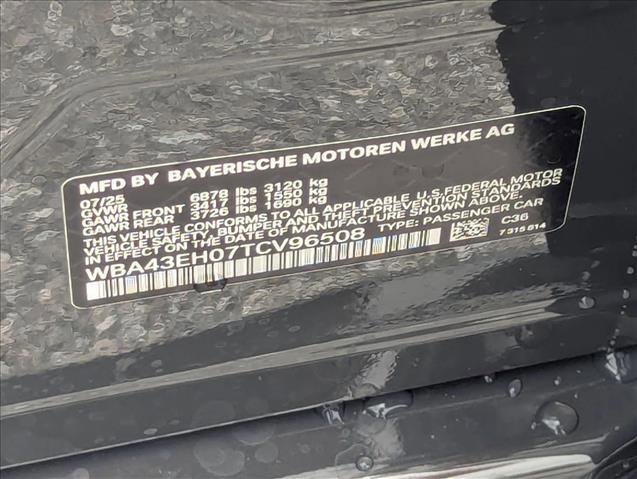 MFD BY BAYERISCHE MOTOREN WERKE AG
07/25
GVWR 6878 lbs 3120 kg
GAWR FRONT 3417 lbs 1550 kg
GAWR REAR 3726 lbs 1690 kg
THIS VEHICLE CONFORMS TO ALL APPLICABLE U.S.FEDERAL MOTOR
VEHICLE SAFETY, BUMPER AND THEFT PREVENTION STANDARDS
IN EFFECT ON THE DATE OF MANUFACTURE SHOWN ABOVE.
WBA43EH07TCV96508 TYPE: PASSENGER CAR
C36
7 315 614